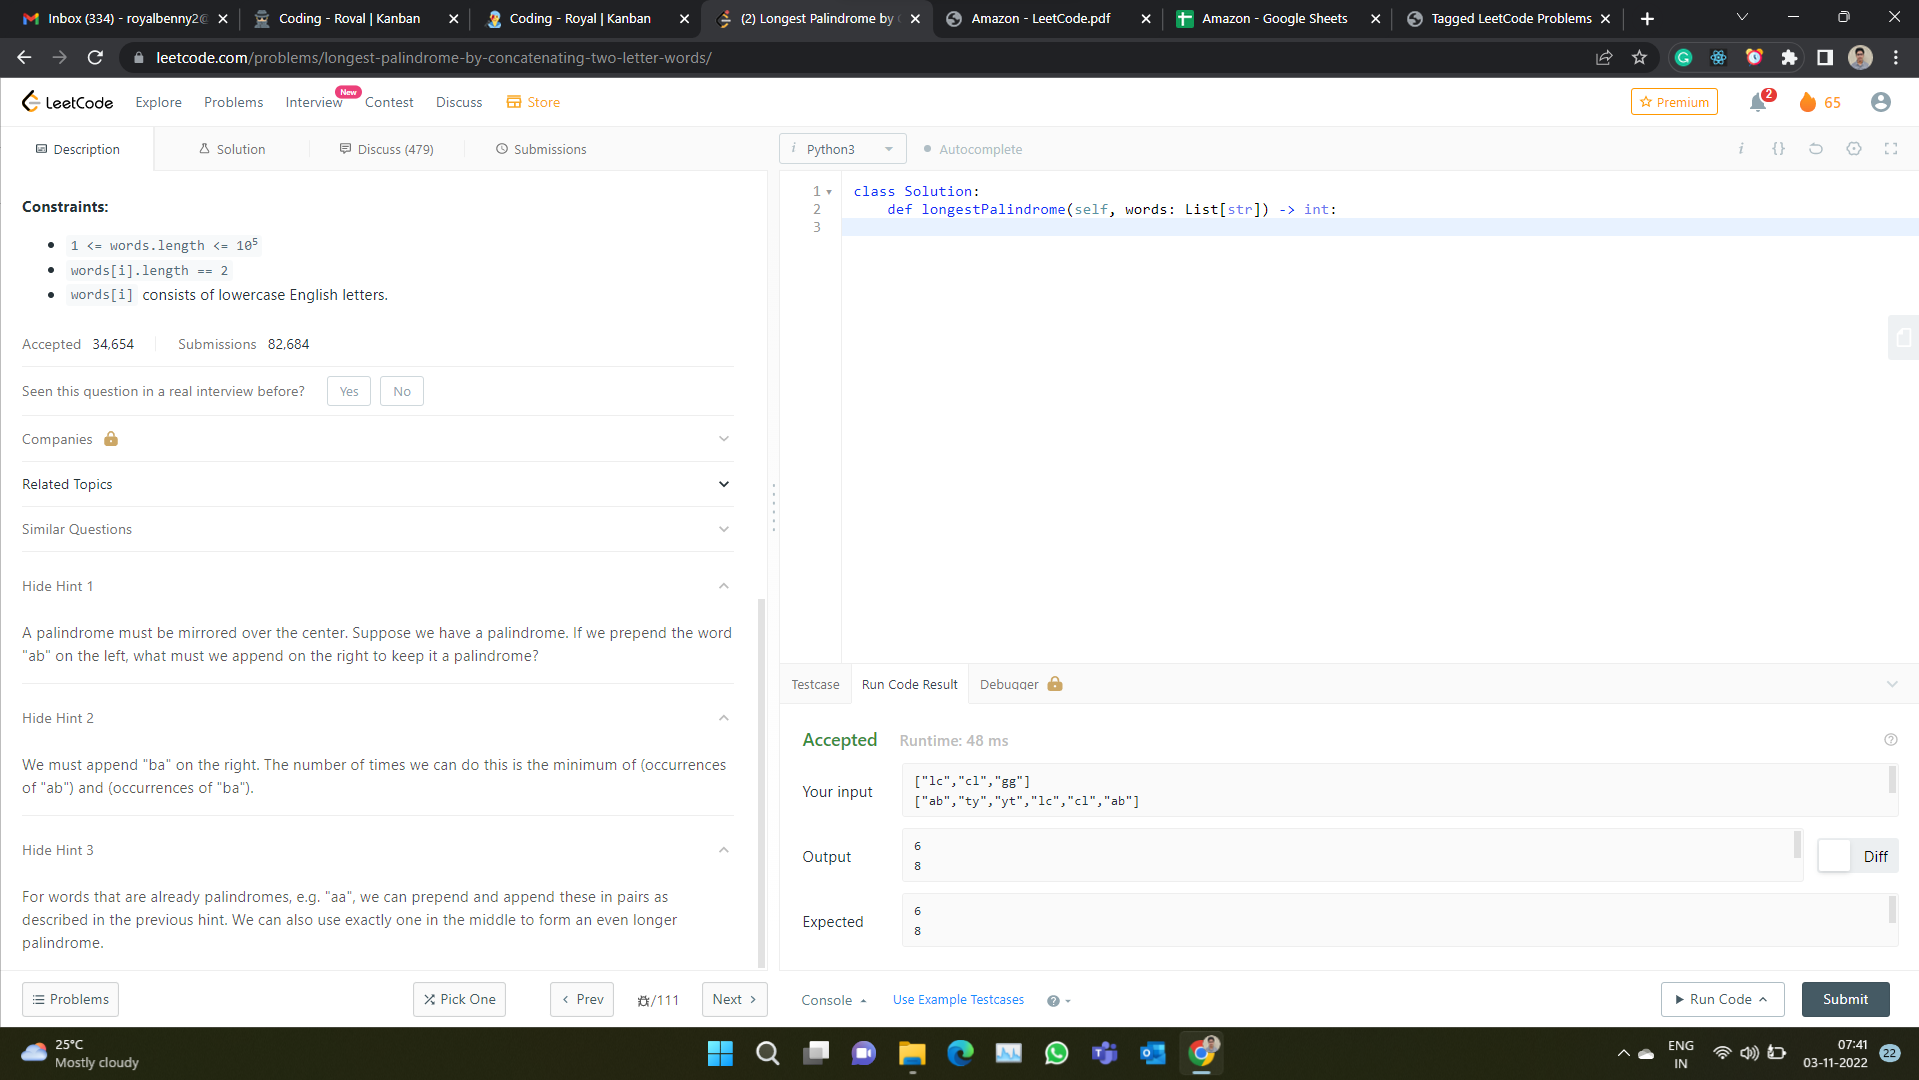 Inbox (334) - royalbenny2@
Coding - Royal | Kanban
Coding - Royal | Kanban
(2) Longest Palindrome by
Amazon - LeetCode.pdf
Amazon - Google Sheets
Tagged LeetCode Problems
leetcode.com/problems/longest-palindrome-by-concatenating-two-letter-words/
LeetCode
Explore
Problems
Interview
New
Contest
Discuss
Store
Premium
2
65
Description
Solution
Discuss (479)
Submissions
i
Python3
Autocomplete
i
{}
Constraints:
1 <= words.length <= 10⁵
words[i].length == 2
words[i] consists of lowercase English letters.
Accepted 34,654
Submissions 82,684
Seen this question in a real interview before?
Yes
No
Companies
Related Topics
Similar Questions
Hide Hint 1
A palindrome must be mirrored over the center. Suppose we have a palindrome. If we prepend the word
"ab" on the left, what must we append on the right to keep it a palindrome?
Hide Hint 2
We must append "ba" on the right. The number of times we can do this is the minimum of (occurrences
of "ab") and (occurrences of "ba").
Hide Hint 3
For words that are already palindromes, e.g. "aa", we can prepend and append these in pairs as
described in the previous hint. We can also use exactly one in the middle to form an even longer
palindrome.
Problems
Pick One
Prev
/111
Next
1 class Solution:
2 def longestPalindrome(self, words: List[str]) -> int:
3
Testcase
Run Code Result
Debugger
Accepted
Runtime: 48 ms
Your input
["lc","cl","gg"]
["ab","ty","yt","lc","cl","ab"]
Output
6
8
Diff
Expected
6
8
Console
Use Example Testcases
Run Code
Submit
25°C
Mostly cloudy
ENG
IN
07:41
03-11-2022
22